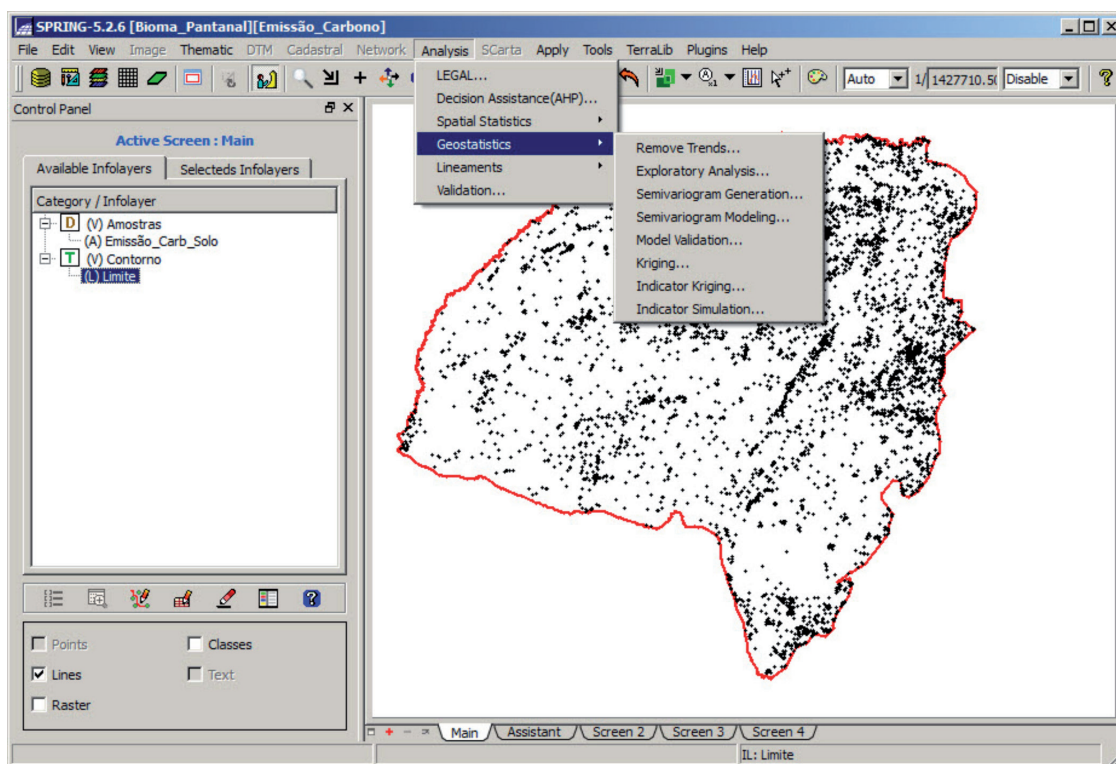 SPRING-5.2.6 [Bioma_Pantanal][Emissão_Carbono]
File Edit View Image Thematic DTM Cadastral Network Analysis SCarta Apply Tools TerraLib Plugins Help
Auto 1/ 1427710.50 Disable
Control Panel
Active Screen : Main
Available Infolayers Selecteds Infolayers
Category / Infolayer
D (V) Amostras
(A) Emissão_Carb_Solo
T (V) Contorno
(L) Limite
LEGAL...
Decision Assistance(AHP)...
Spatial Statistics
Geostatistics
Lineaments
Validation...
Remove Trends...
Exploratory Analysis...
Semivariogram Generation...
Semivariogram Modeling...
Model Validation...
Kriging...
Indicator Kriging...
Indicator Simulation...
Points Classes
Lines Text
Raster
Main Assistant Screen 2 Screen 3 Screen 4
IL: Limite